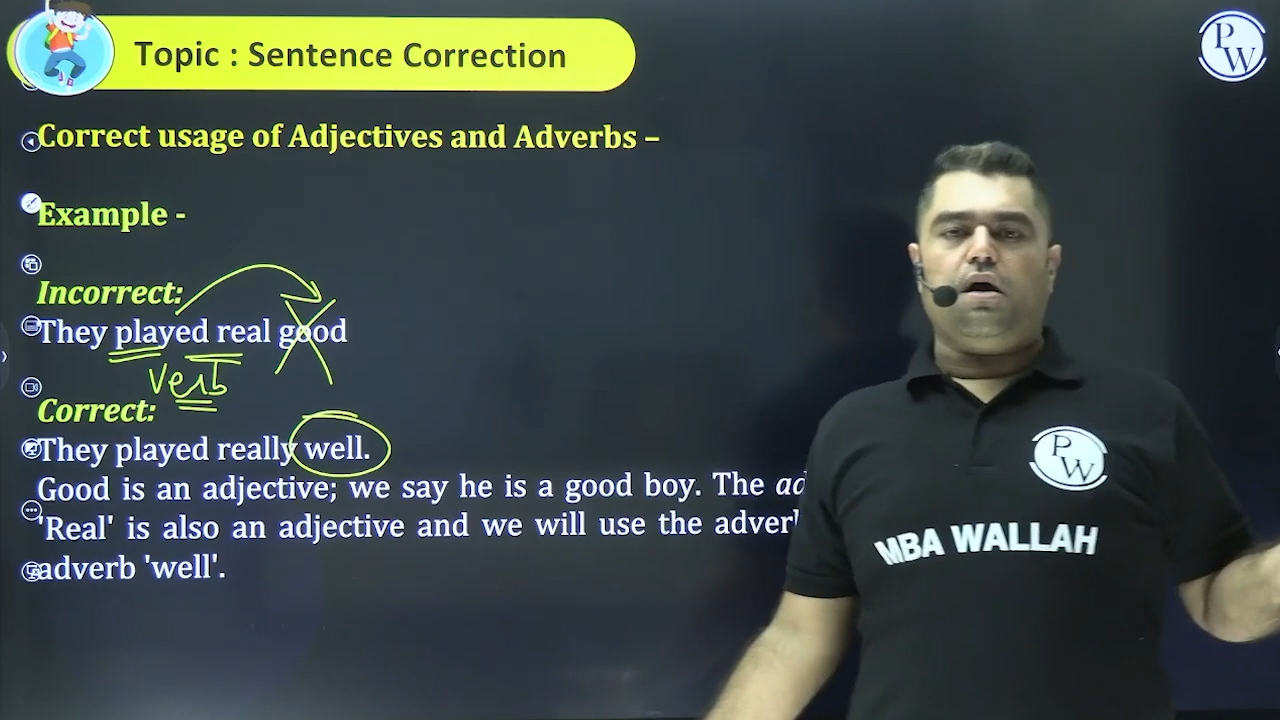 Topic : Sentence Correction
PW
Correct usage of Adjectives and Adverbs –
Example -
Incorrect:
They played real good
Verb
Correct:
They played really well.
Good is an adjective; we say he is a good boy. The
'Real' is also an adjective and we will use the
adverb 'well'.
PW
MBA WALLAH